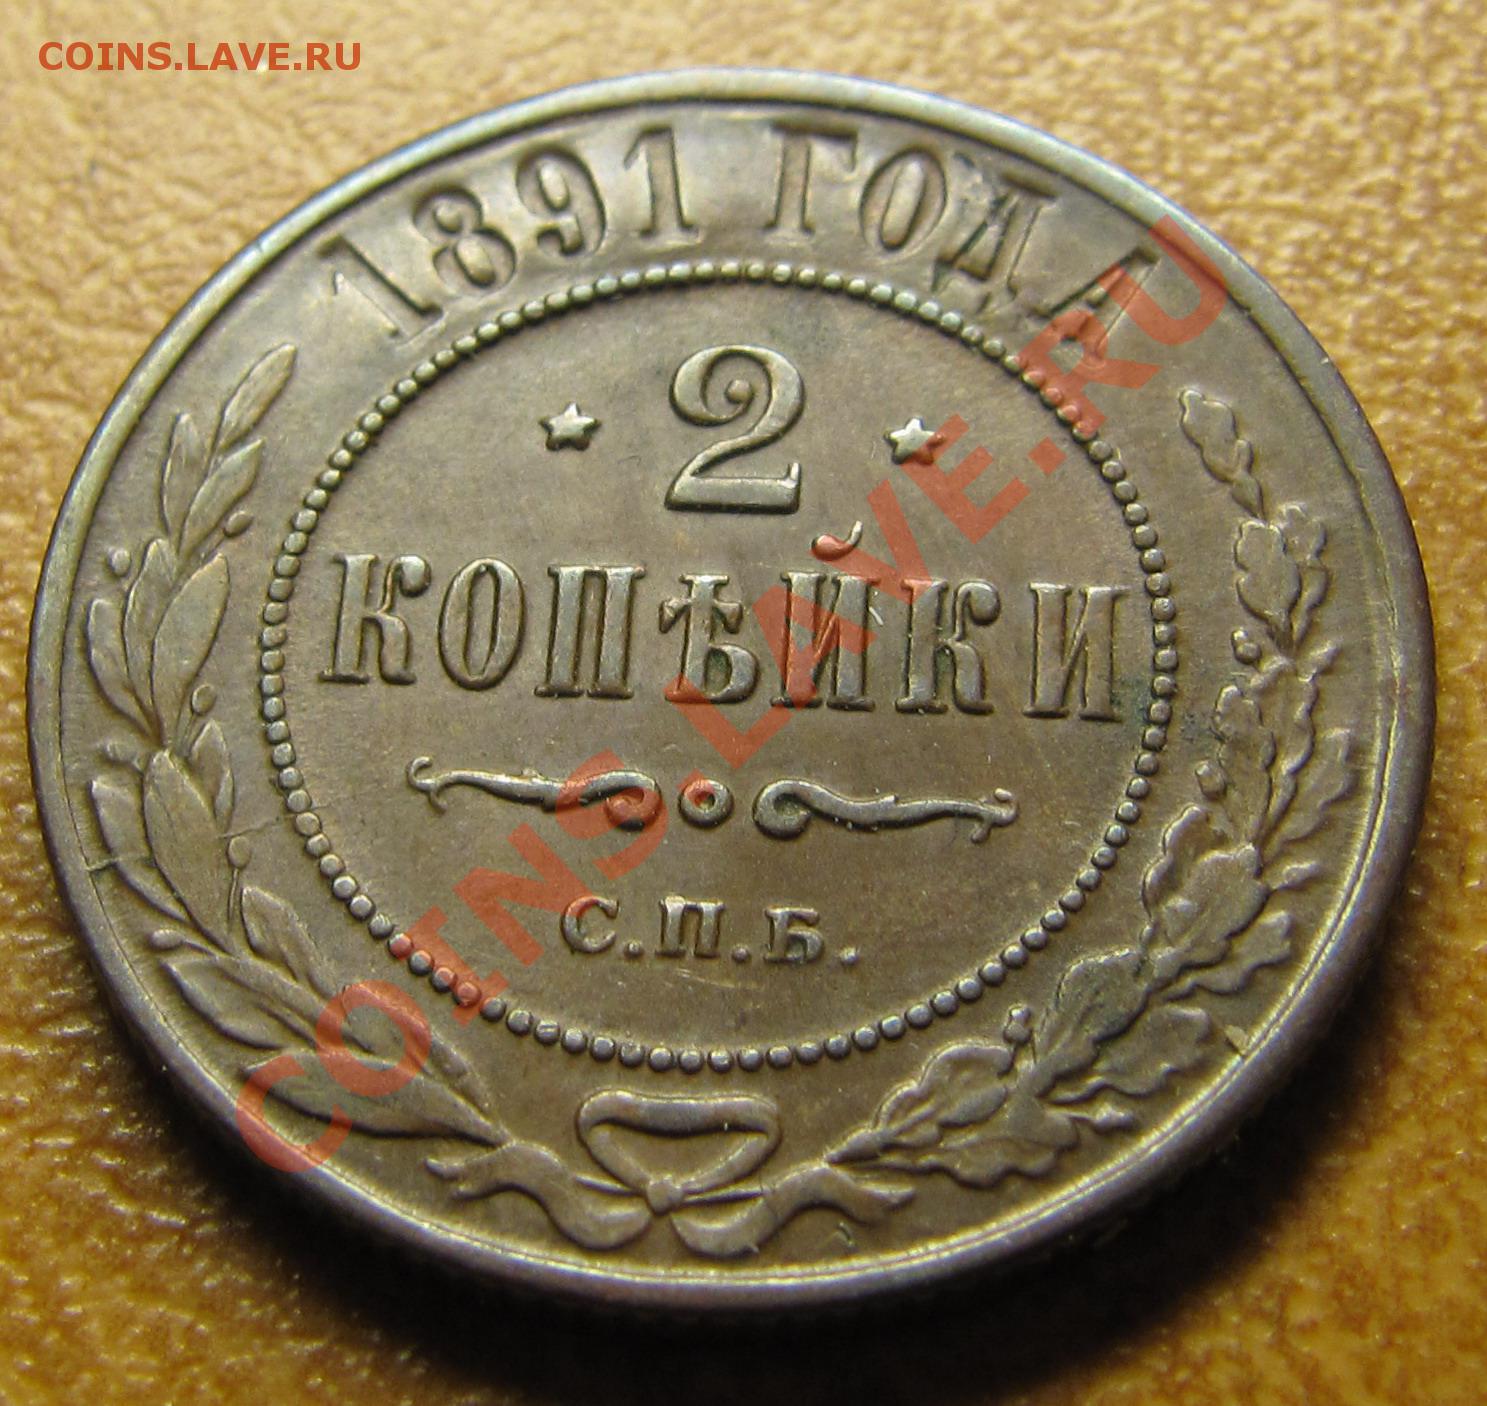 COINS.LAVE.RU
1891 ГОДА
2
КОПѢЙКИ
С.П.Б.
COINS.LAVE.RU